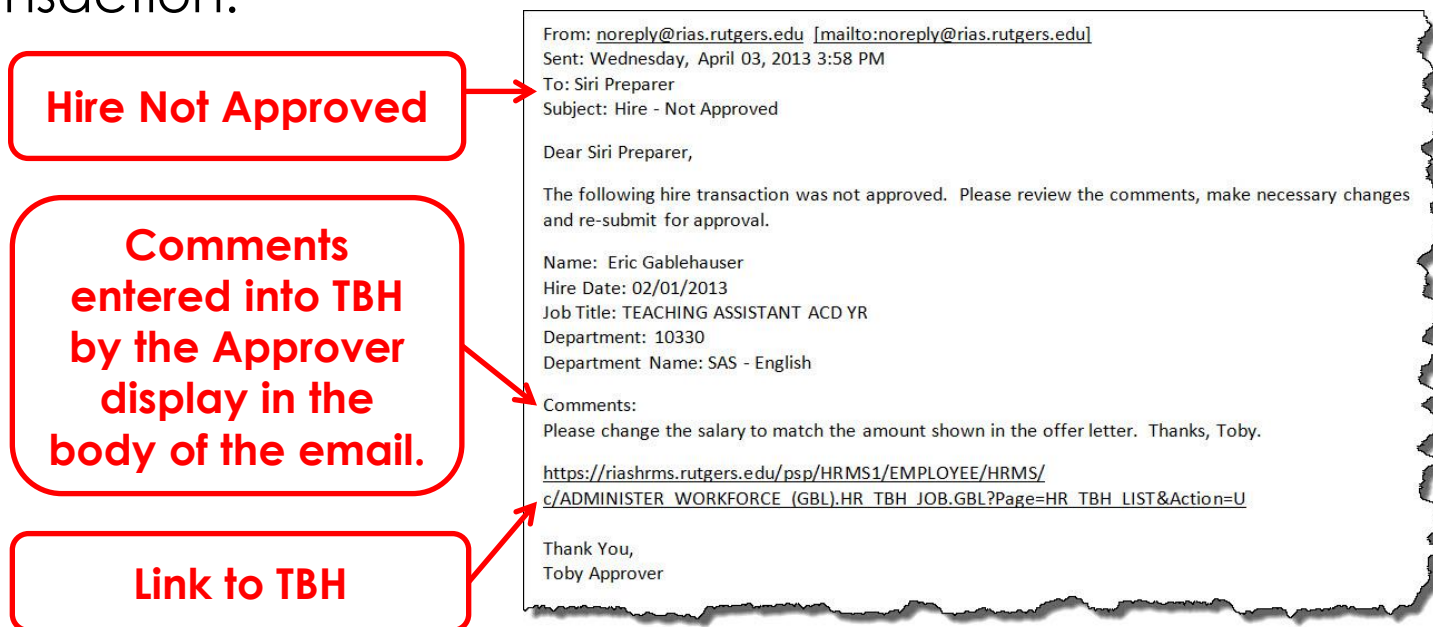 nsaction.
Hire Not Approved
Comments
entered into TBH
by the Approver
display in the
body of the email.
Link to TBH
From: noreply@rias.rutgers.edu [mailto:noreply@rias.rutgers.edu]
Sent: Wednesday, April 03, 2013 3:58 PM
To: Siri Preparer
Subject: Hire - Not Approved
Dear Siri Preparer,
The following hire transaction was not approved. Please review the comments, make necessary changes
and re-submit for approval.
Name: Eric Gablehauser
Hire Date: 02/01/2013
Job Title: TEACHING ASSISTANT ACD YR
Department: 10330
Department Name: SAS - English
Comments:
Please change the salary to match the amount shown in the offer letter. Thanks, Toby.
https://riashrms.rutgers.edu/psp/HRMS1/EMPLOYEE/HRMS/
c/ADMINISTER_WORKFORCE_(GBL).HR_TBH_JOB.GBL?Page=HR_TBH_LIST&Action=U
Thank You,
Toby Approver